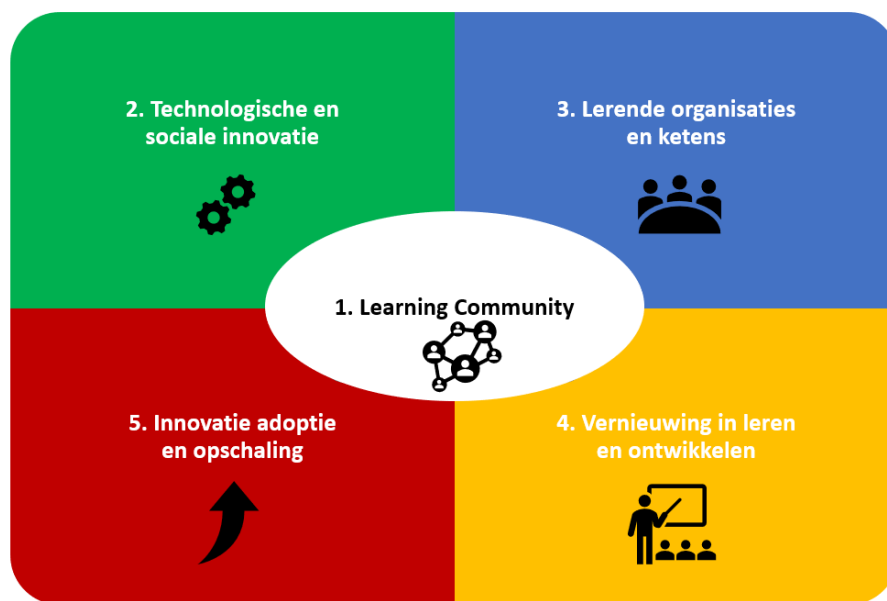 2. Technologische en
sociale innovatie
3. Lerende organisaties
en ketens
1. Learning Community
5. Innovatie adoptie
en opschaling
4. Vernieuwing in leren
en ontwikkelen